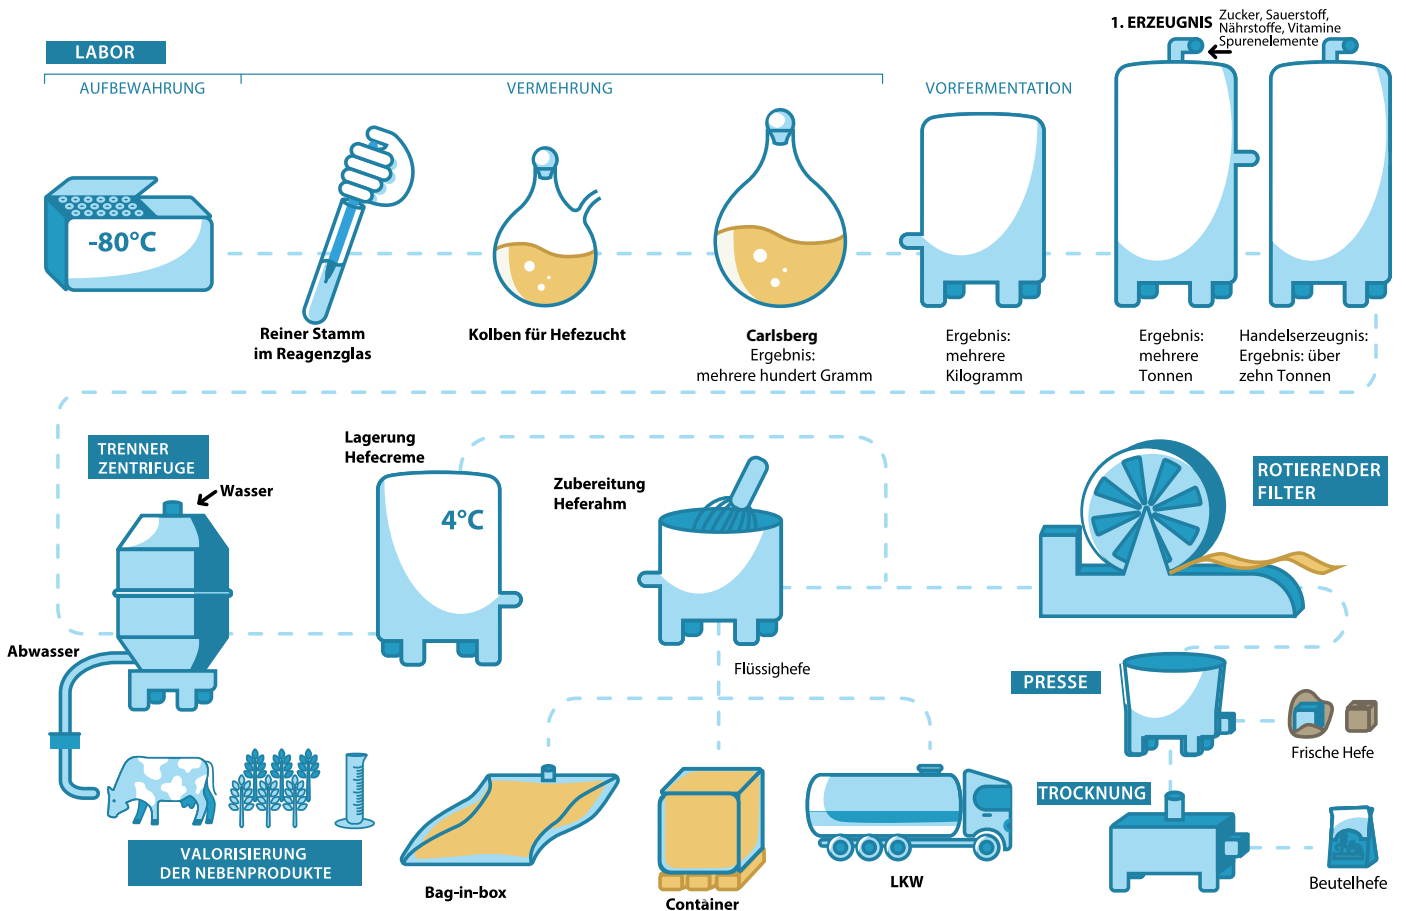 LABOR
AUFBEWAHRUNG
VERMEHRUNG
VORFERMENTATION
1. ERZEUGNIS
Zucker, Sauerstoff,
Nährstoffe, Vitamine
Spurenelemente
-80°C
Reiner Stamm
im Reagenzglas
Kolben für Hefezucht
Carlsberg
Ergebnis:
mehrere hundert Gramm
Ergebnis:
mehrere
Kilogramm
Ergebnis:
mehrere
Tonnen
Handelserzeugnis:
Ergebnis: über
zehn Tonnen
TRENNER
ZENTRIFUGE
Wasser
Abwasser
Lagerung
Hefecreme
4°C
Zubereitung
Heferahm
Flüssighefe
ROTIERENDER
FILTER
PRESSE
Frische Hefe
TROCKNUNG
Beutelhefe
VALORISIERUNG
DER NEBENPRODUKTE
Bag-in-box
Container
LKW